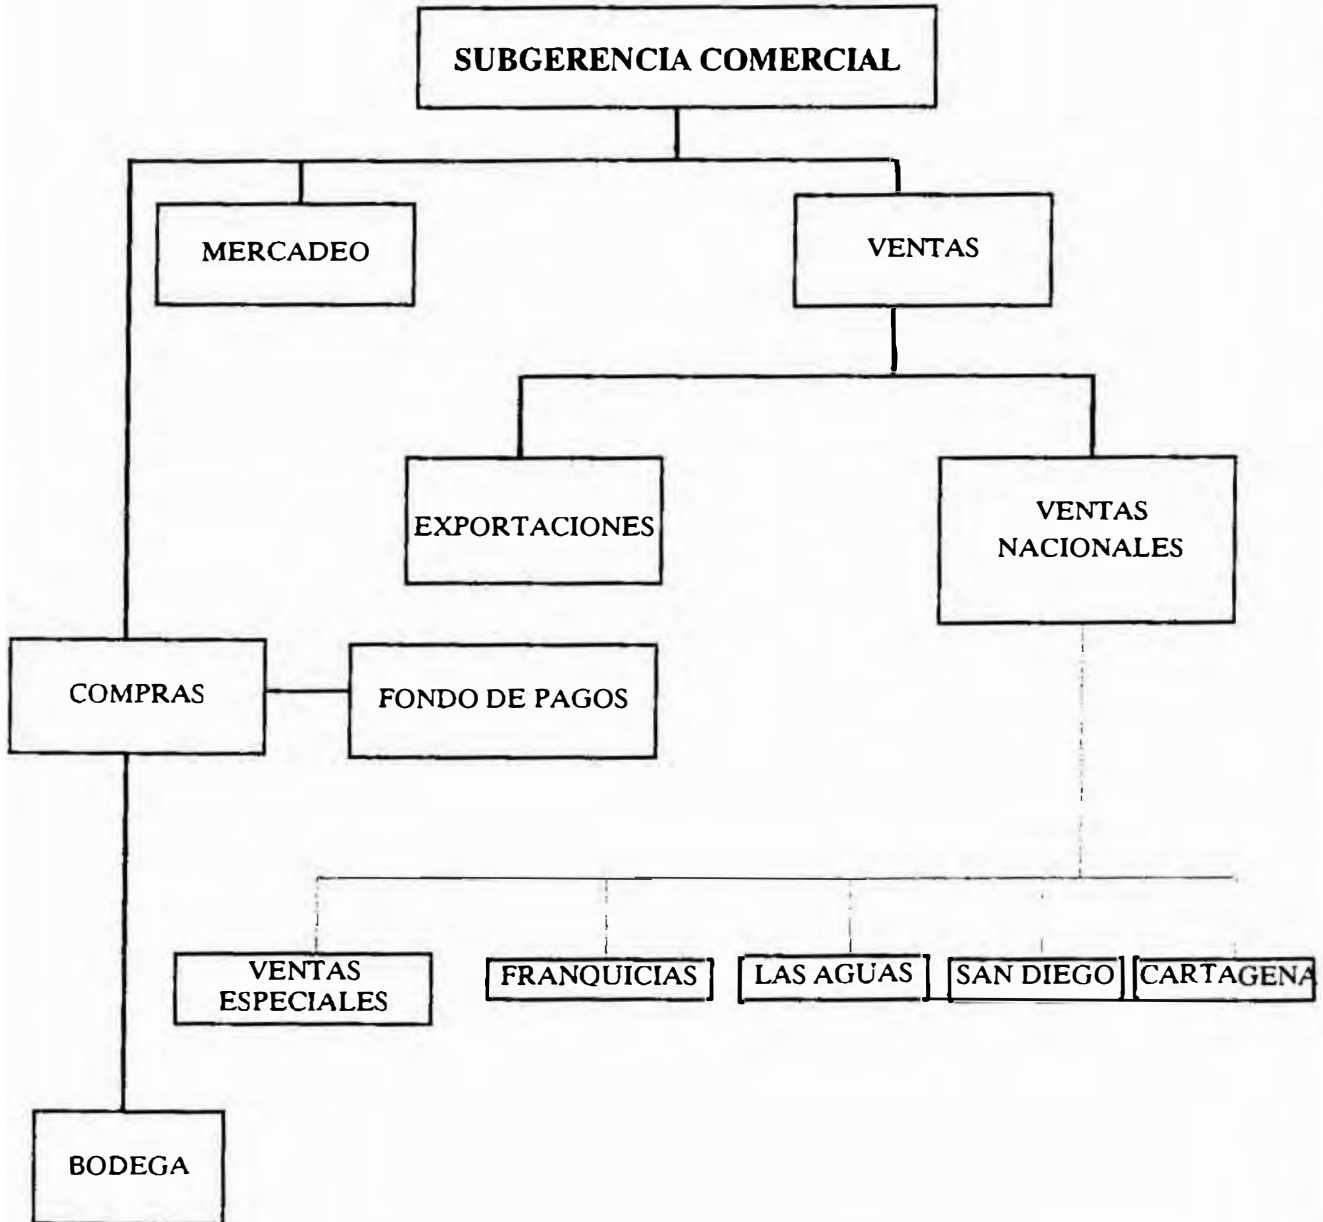 SUBGERENCIA COMERCIAL
MERCADEO
VENTAS
EXPORTACIONES
VENTAS
NACIONALES
COMPRAS
FONDO DE PAGOS
VENTAS
ESPECIALES
FRANQUICIAS
LAS AGUAS
SAN DIEGO
CARTAGENA
BODEGA